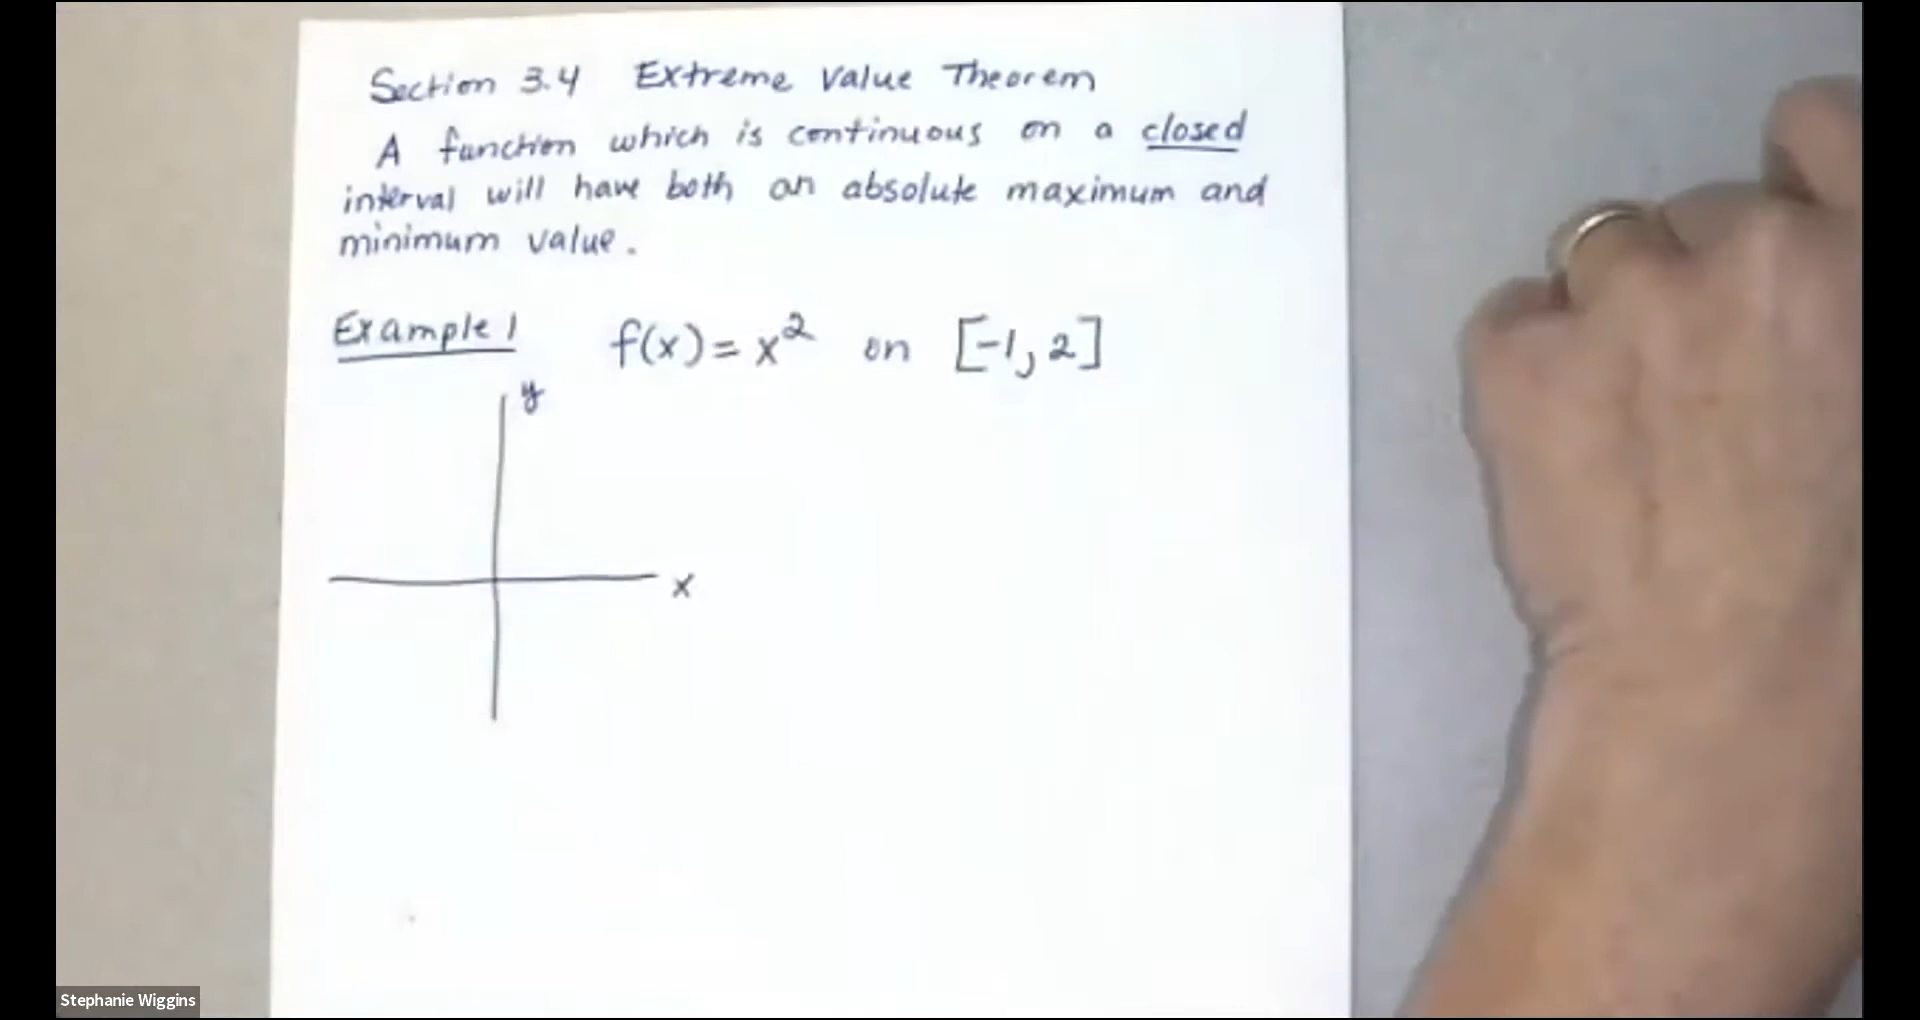 Section 3.4 Extreme Value Theorem
A function which is continuous on a closed
interval will have both an absolute maximum and
minimum value.
Example 1 f(x) = x² on [-1, 2]
y
x
Stephanie Wiggins